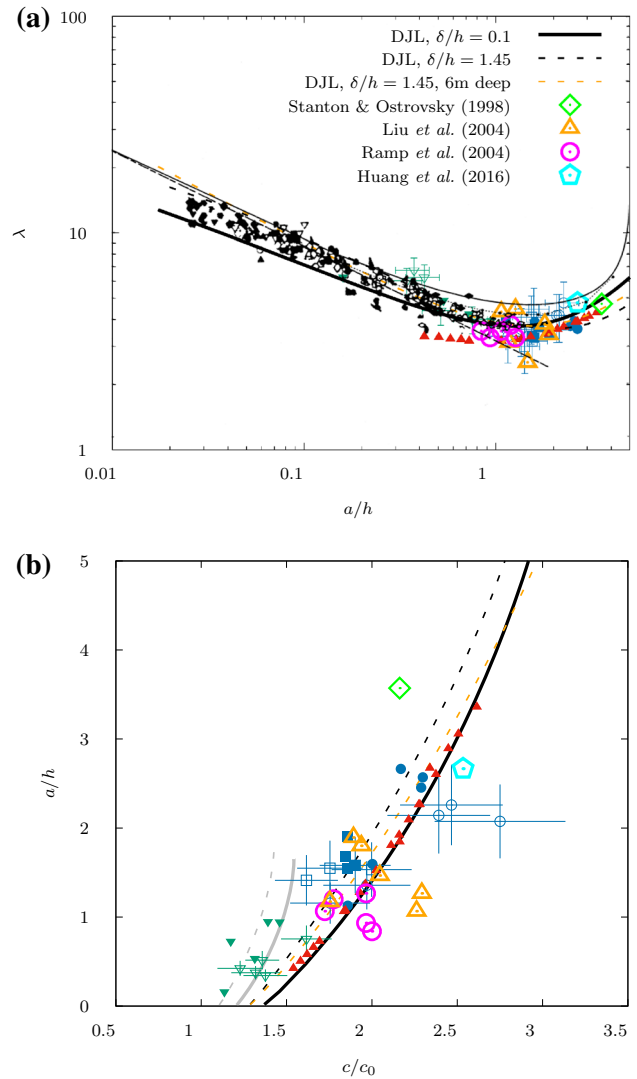 (a)
DJL, δ/h = 0.1
DJL, δ/h = 1.45
DJL, δ/h = 1.45, 6m deep
Stanton & Ostrovsky (1998)
Liu et al. (2004)
Ramp et al. (2004)
Huang et al. (2016)
100
λ
10
1
0.01 0.1 1
a/h
(b)
5
4
3
a/h
2
1
0
0.5 1 1.5 2 2.5 3 3.5
c/c₀